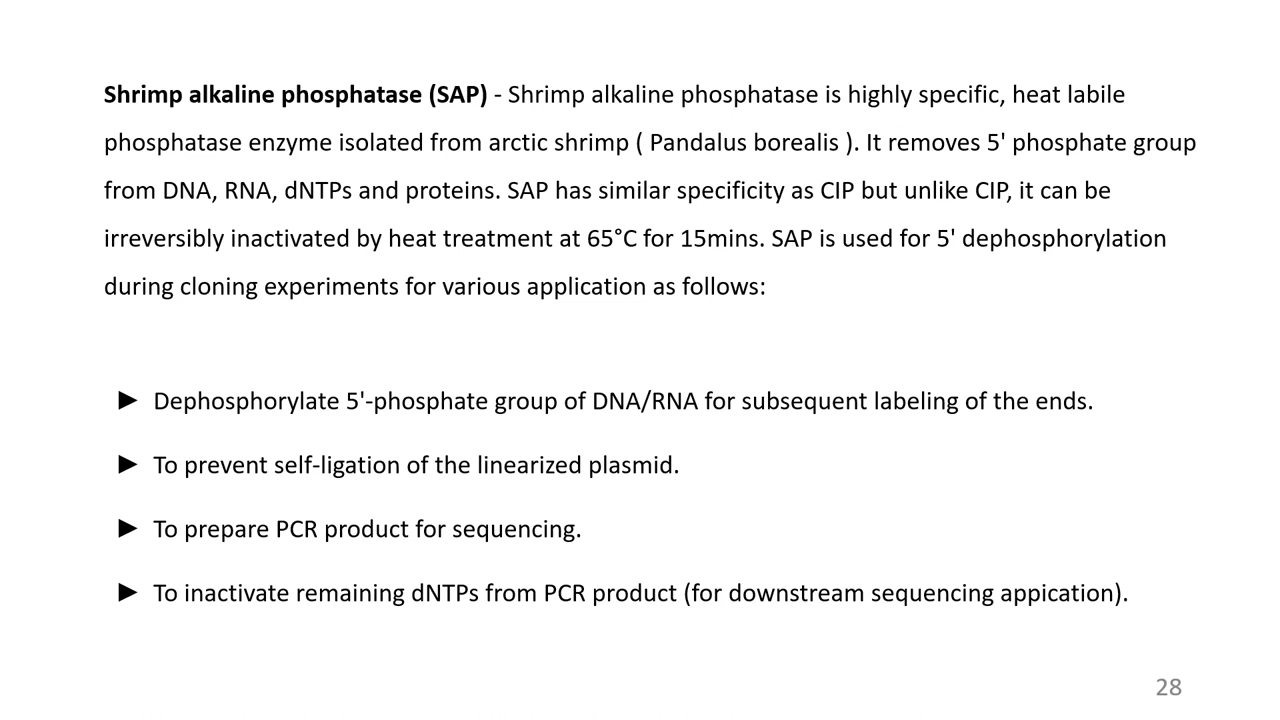 Shrimp alkaline phosphatase (SAP) - Shrimp alkaline phosphatase is highly specific, heat labile
phosphatase enzyme isolated from arctic shrimp ( Pandalus borealis ). It removes 5' phosphate group
from DNA, RNA, dNTPs and proteins. SAP has similar specificity as CIP but unlike CIP, it can be
irreversibly inactivated by heat treatment at 65°C for 15mins. SAP is used for 5' dephosphorylation
during cloning experiments for various application as follows:
► Dephosphorylate 5'-phosphate group of DNA/RNA for subsequent labeling of the ends.
► To prevent self-ligation of the linearized plasmid.
► To prepare PCR product for sequencing.
► To inactivate remaining dNTPs from PCR product (for downstream sequencing appication).
28